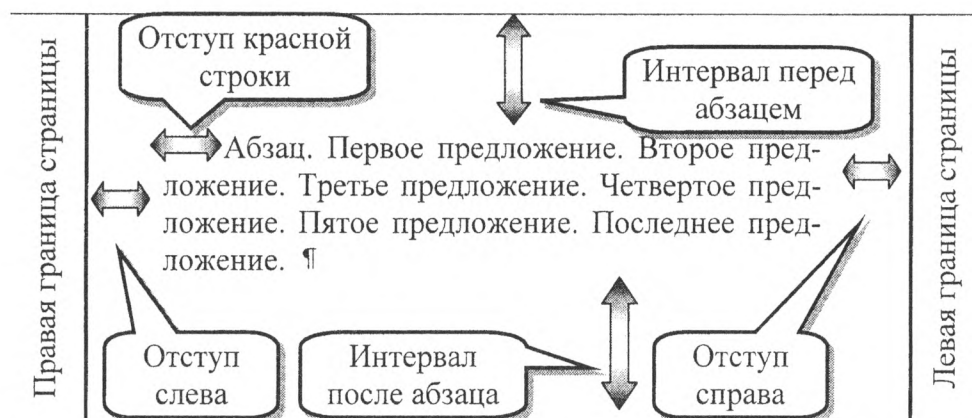 Правая граница страницы
Отступ красной
строки
Интервал перед
абзацем
Абзац. Первое предложение. Второе пред-
ложение. Третье предложение. Четвертое пред-
ложение. Пятое предложение. Последнее пред-
ложение. ¶
Отступ
слева
Интервал
после абзаца
Отступ
справа
Левая граница страницы